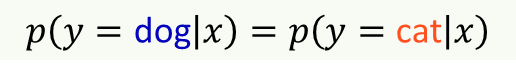 p(y = dog|x) = p(y = cat|x)